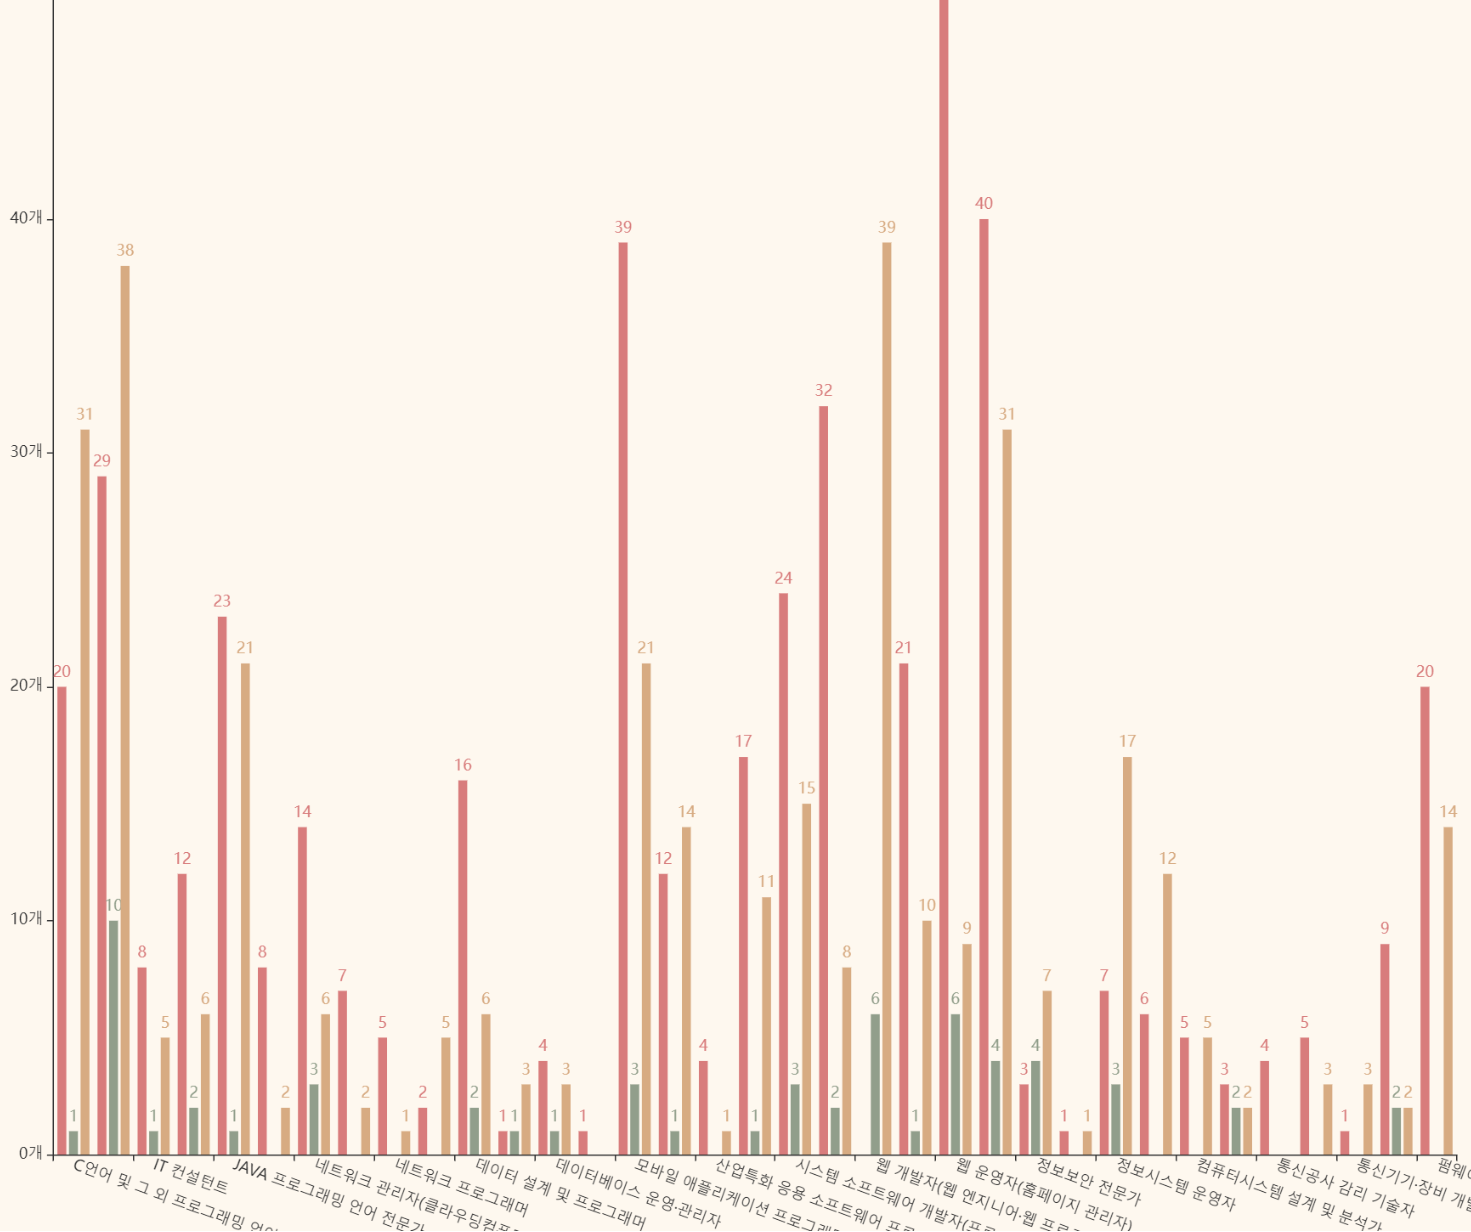 40개 40
39 39
38
32
31 31
30개
29
24
23
21 21 21
20개 20 20
17 17
16
15
14 14 14
12 12 12
11
10개 10 10
9 9
8 8 8
7 7 7
6 6 6 6 6 6
5 5 5 5 5 5
4 4 4 4 4
3 3 3 3 3 3 3 3 3 3
2 2 2 2 2 2 2 2 2 2
1 1 1 1 1 1 1 1 1 1 1 1 1 1 1
0개
C언어 및 그 외 프로그래밍 언어
IT 컨설턴트
JAVA 프로그래밍 언어 전문가
네트워크 관리자(클라우딩컴퓨
네트워크 프로그래머
데이터 설계 및 프로그래머
데이터베이스 운영·관리자
모바일 애플리케이션 프로그래
산업특화 응용 소프트웨어 프로
시스템 소프트웨어 개발자(프로
웹 개발자(웹 엔지니어·웹 프로
웹 운영자(홈페이지 관리자)
정보보안 전문가
정보시스템 운영자
컴퓨터시스템 설계 및 분석가
통신공사 감리 기술자
통신기기·장비 개발
펌웨